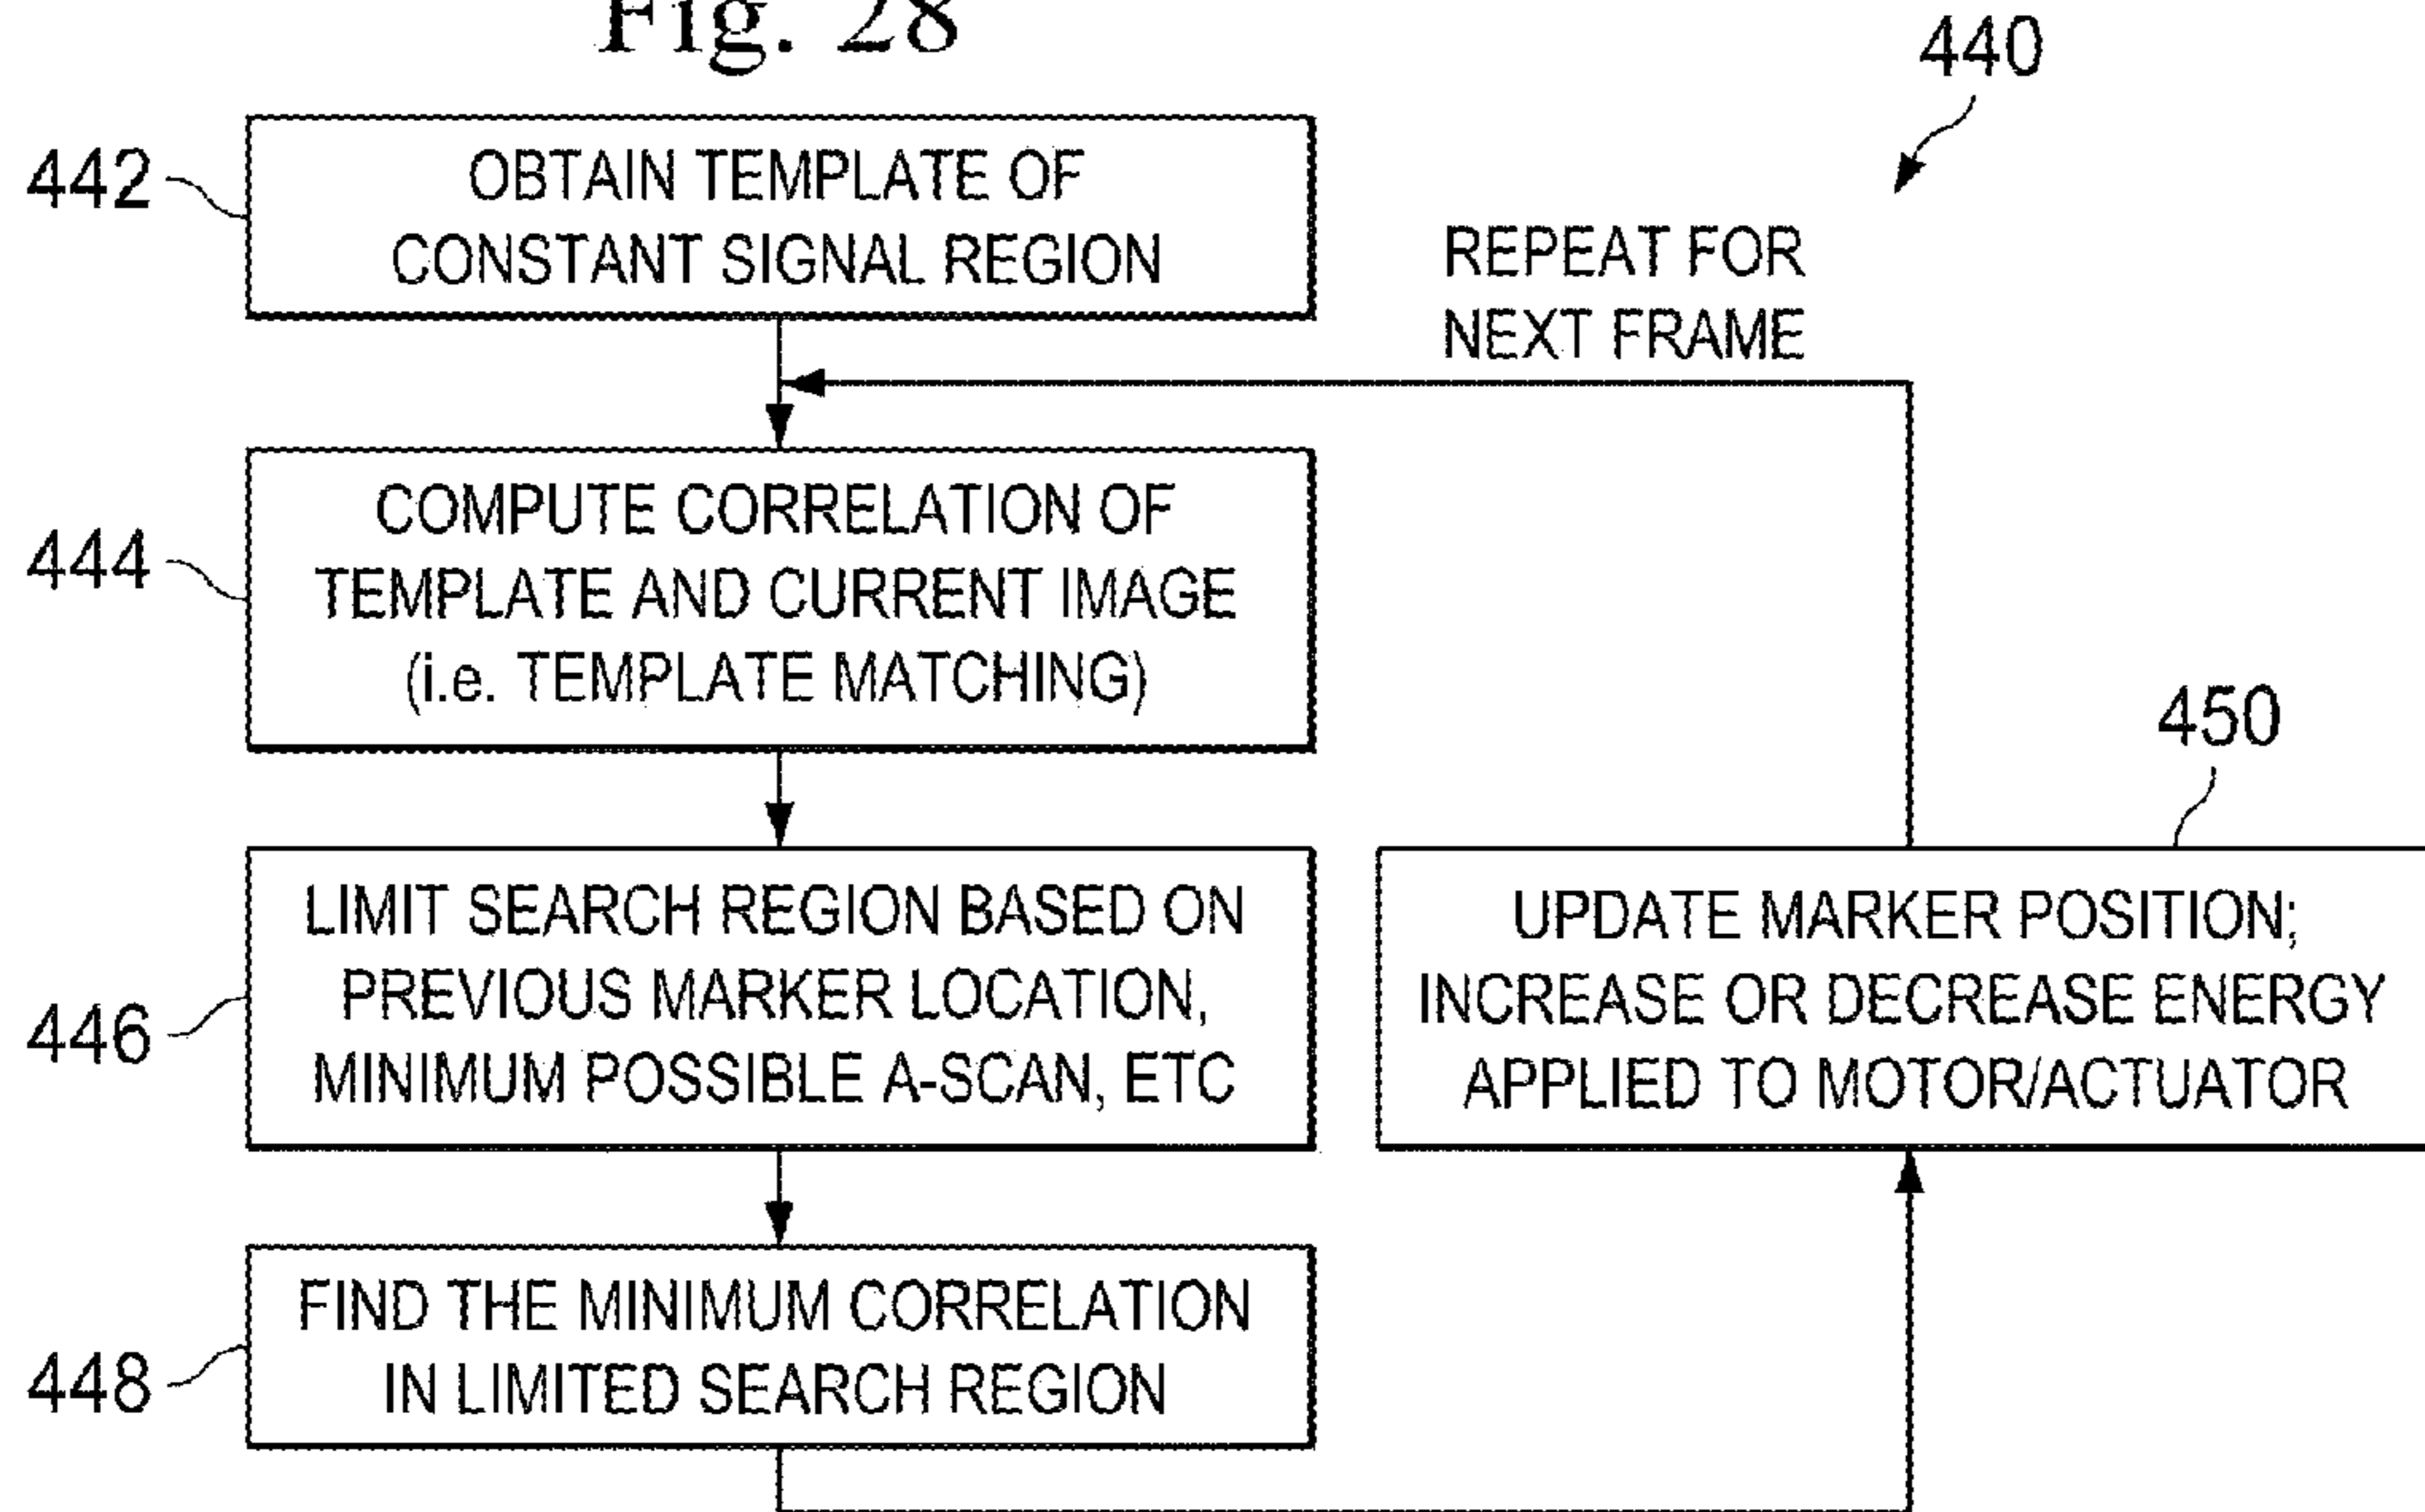 Fig. 28
440
442
OBTAIN TEMPLATE OF
CONSTANT SIGNAL REGION
REPEAT FOR
NEXT FRAME
444
COMPUTE CORRELATION OF
TEMPLATE AND CURRENT IMAGE
(i.e. TEMPLATE MATCHING)
446
LIMIT SEARCH REGION BASED ON
PREVIOUS MARKER LOCATION,
MINIMUM POSSIBLE A-SCAN, ETC
448
FIND THE MINIMUM CORRELATION
IN LIMITED SEARCH REGION
450
UPDATE MARKER POSITION;
INCREASE OR DECREASE ENERGY
APPLIED TO MOTOR/ACTUATOR